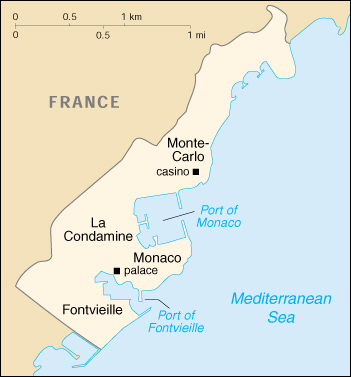 0 0.5 1 km
0 0.5 1 mi
FRANCE
Monte-
Carlo
casino
Port of
Monaco
La
Condamine
Monaco
palace
Fontvieille
Port of
Fontvieille
Mediterranean
Sea